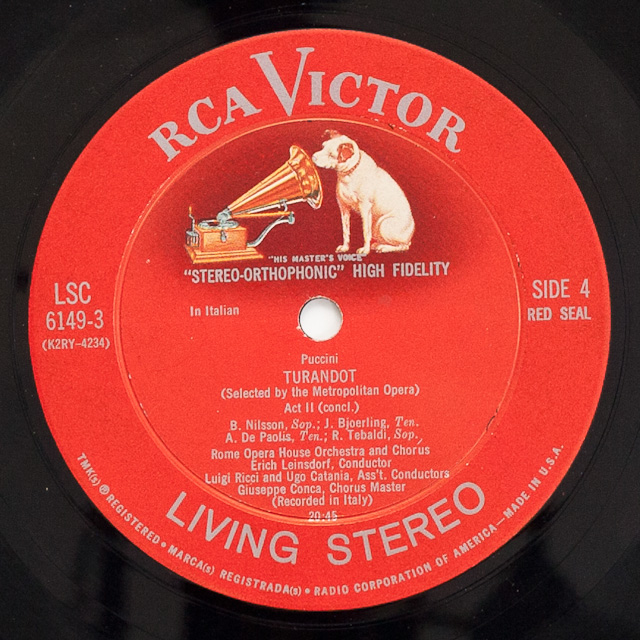 RCA VICTOR
"HIS MASTER'S VOICE"
"STEREO-ORTHOPHONIC" HIGH FIDELITY
LSC
6149-3
(K2RY-4234)
In Italian
SIDE 4
RED SEAL
Puccini
TURANDOT
(Selected by the Metropolitan Opera)
Act II (concl.)
B. Nilsson, Sop.; J. Bjoerling, Ten.
A. De Paolis, Ten.; R. Tebaldi, Sop.
Rome Opera House Orchestra and Chorus
Erich Leinsdorf, Conductor
Luigi Ricci and Ugo Catania, Ass't. Conductors
Giuseppe Conca, Chorus Master
(Recorded in Italy)
20:45
LIVING STEREO
TMK(s) ® REGISTERED • MARCA(s) REGISTRADA(s) • RADIO CORPORATION OF AMERICA—MADE IN U.S.A.